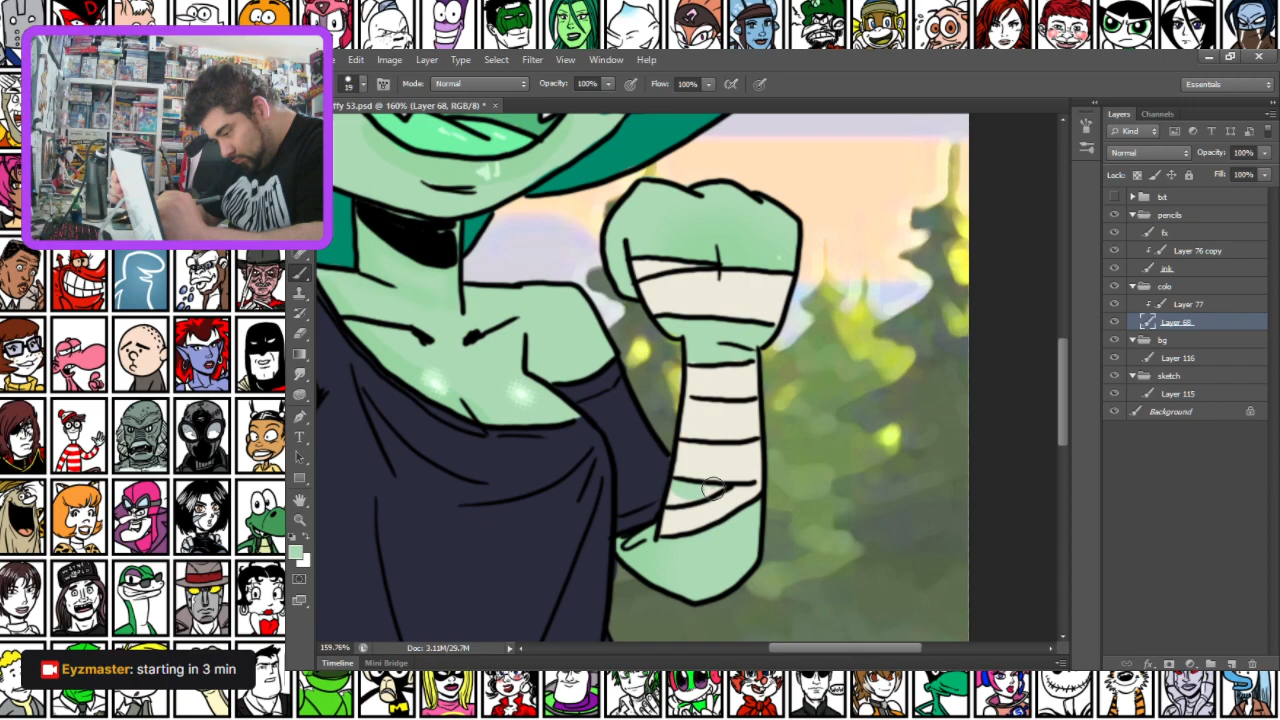 Edit Image Layer Type Select Filter View Window Help
19 Mode: Normal Opacity: 100% Flow: 100% Essentials
ffy 53.psd @ 160% (Layer 68, RGB/8) * ×
Layers Channels
Kind
Normal Opacity: 100%
Lock: Fill: 100%
txt
pencils
fx
Layer 76 copy
ink
colo
Layer 77
Layer 68
bg
Layer 116
sketch
Layer 115
Background
159.76% Doc: 3.11M/29.7M
Timeline Mini Bridge
Eyzmaster: starting in 3 min